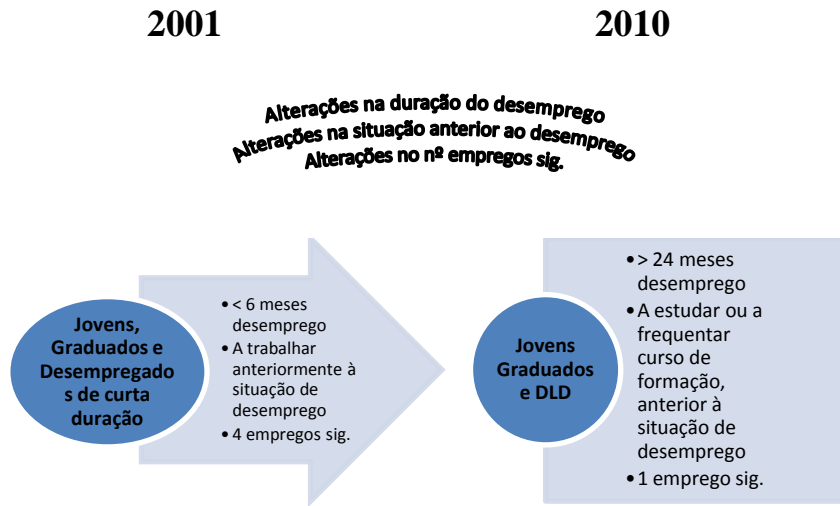 2001
2010
Alterações na duração do desemprego
Alterações na situação anterior ao desemprego
Alterações no nº empregos sig.
Jovens,
Graduados e
Desempregado
s de curta
duração
• < 6 meses
desemprego
• A trabalhar
anteriormente à
situação de
desemprego
• 4 empregos sig.
Jovens
Graduados
e DLD
• > 24 meses
desemprego
• A estudar ou a
frequentar
curso de
formação,
anterior à
situação de
desemprego
• 1 emprego sig.